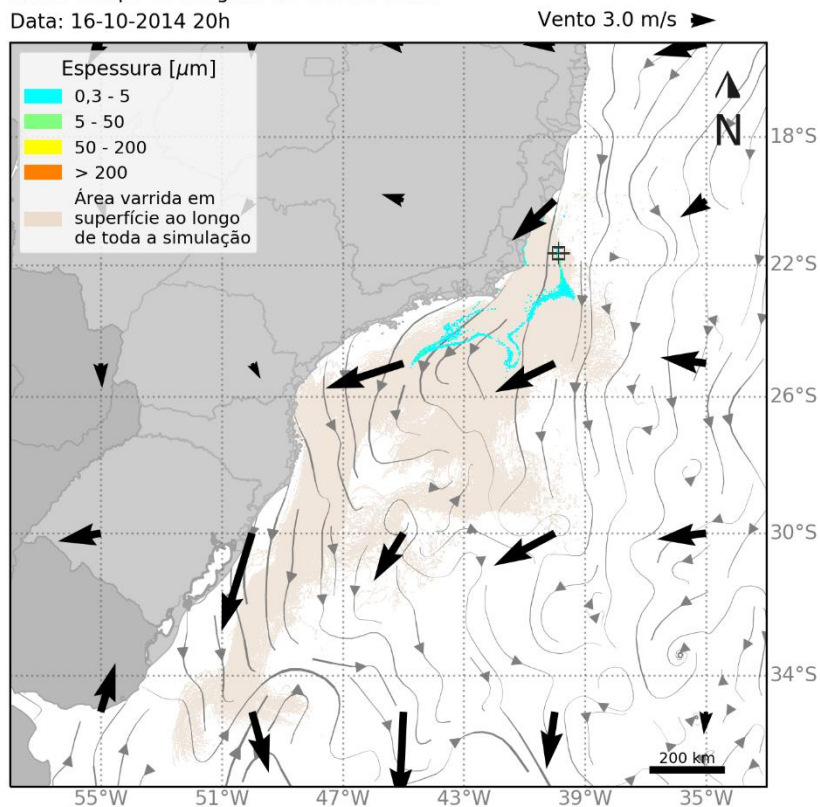 Data: 16-10-2014 20h
Vento 3.0 m/s
Espessura [μm]
0,3 - 5
5 - 50
50 - 200
> 200
Área varrida em
superfície ao longo
de toda a simulação
N
18°S
22°S
26°S
30°S
34°S
200 km
55°W
51°W
47°W
43°W
39°W
35°W